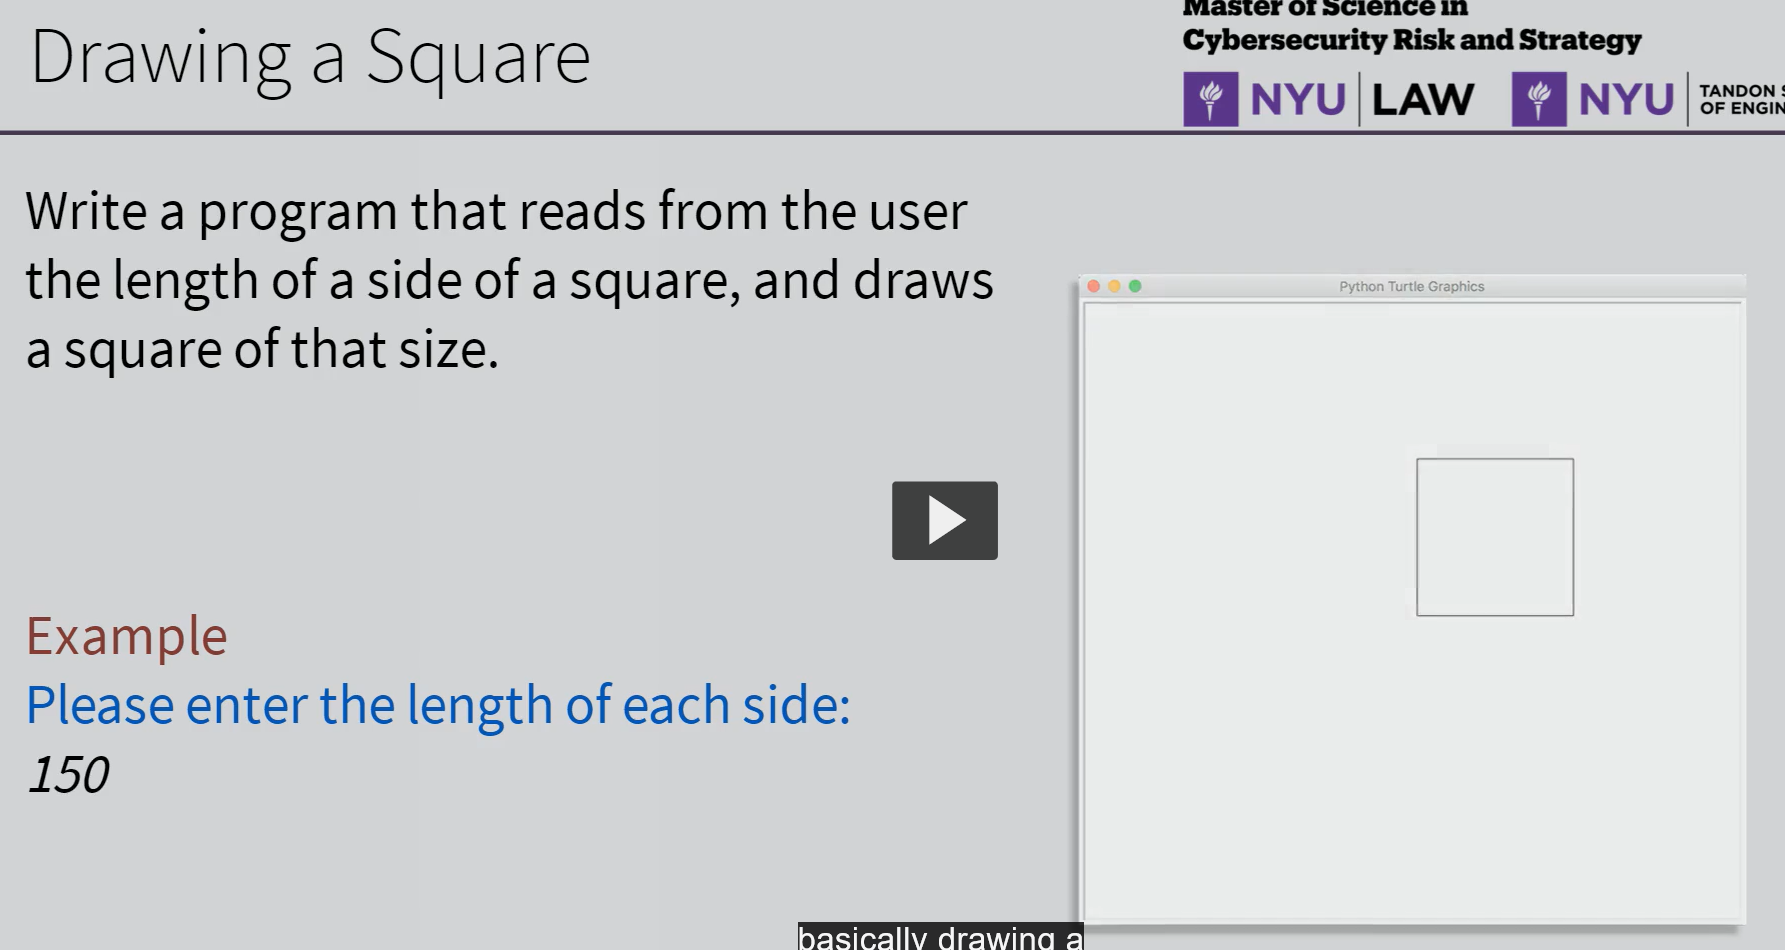 Drawing a Square
Master of Science in
Cybersecurity Risk and Strategy
NYU LAW NYU TANDON S
OF ENGIN
Write a program that reads from the user
the length of a side of a square, and draws
a square of that size.
Python Turtle Graphics
Example
Please enter the length of each side:
150
basically drawing a